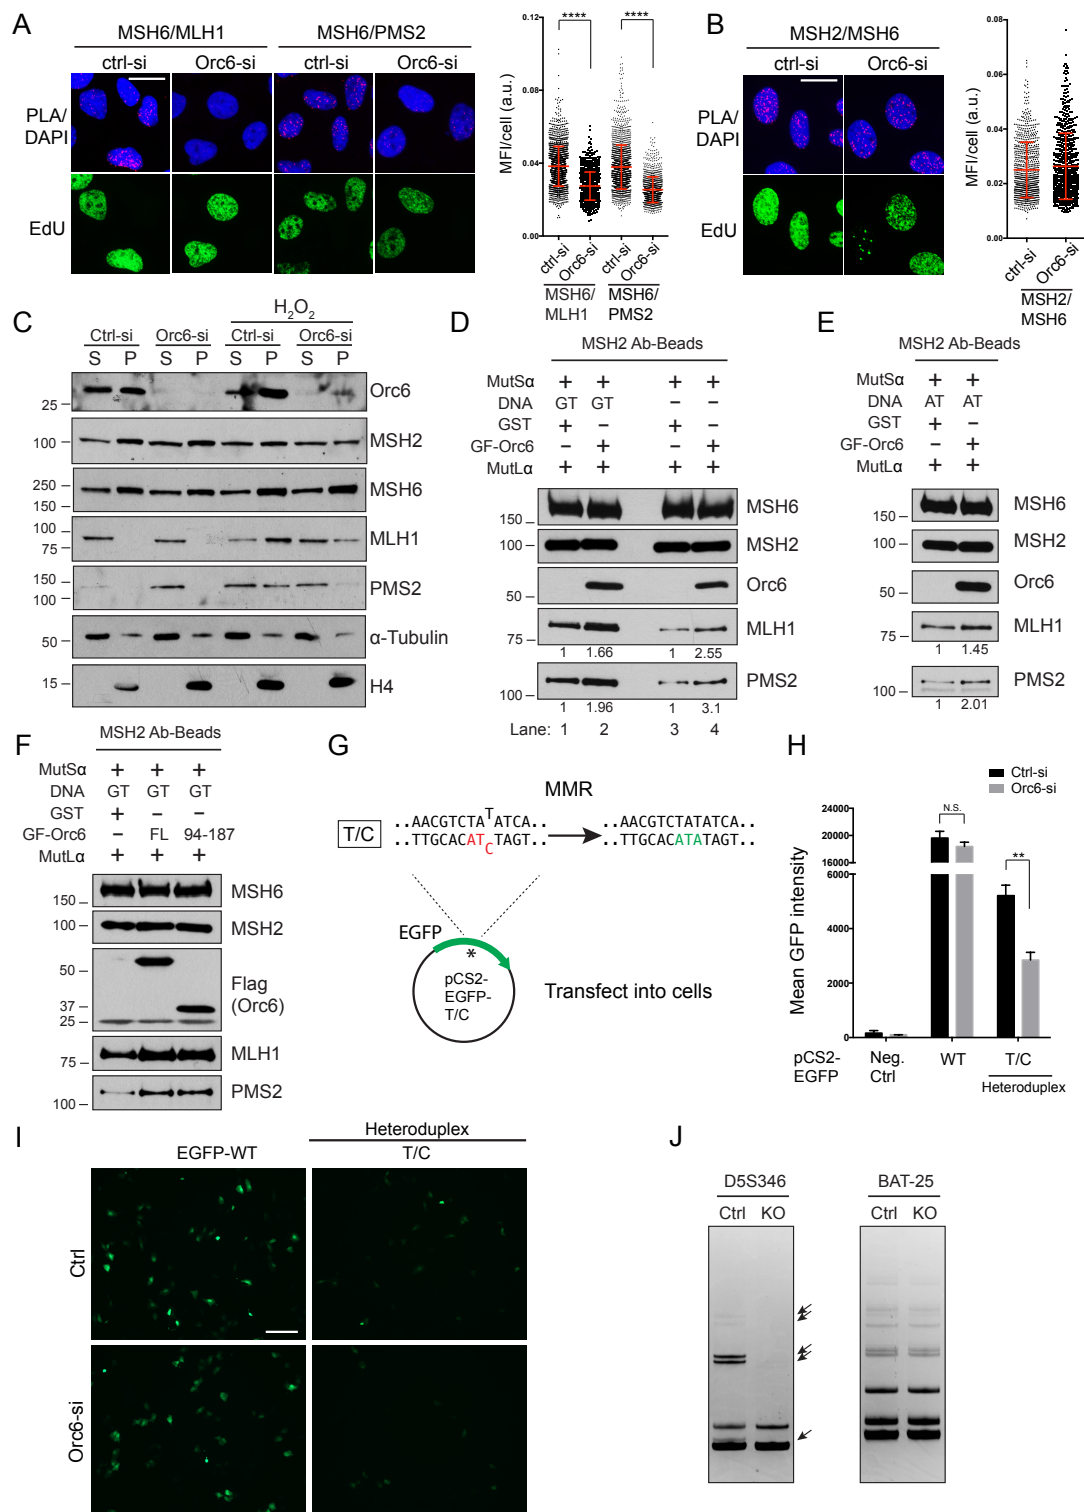 A
MSH6/MLH1 MSH6/PMS2
ctrl-si Orc6-si ctrl-si Orc6-si
PLA/
DAPI
EdU
MFI/cell (a.u.)
0.12
0.08
0.04
0.00
**** ****
ctrl-si Orc6-si ctrl-si Orc6-si
MSH6/
MLH1
MSH6/
PMS2
B
MSH2/MSH6
ctrl-si Orc6-si
PLA/
DAPI
EdU
MFI/cell (a.u.)
0.08
0.06
0.04
0.02
0.00
ctrl-si Orc6-si
MSH2/
MSH6
C
H2O2
Ctrl-si Orc6-si Ctrl-si Orc6-si
S P S P S P S P
25 Orc6
100 MSH2
250
150
MSH6
100
75
MLH1
150
100
PMS2
50 α-Tubulin
15 H4
D
MSH2 Ab-Beads
MutSα + + + +
DNA GT GT – –
GST + – + –
GF-Orc6 – + – +
MutLα + + + +
150 MSH6
100 MSH2
50 Orc6
75 MLH1
1 1.66 1 2.55
100 PMS2
1 1.96 1 3.1
Lane: 1 2 3 4
E
MSH2 Ab-Beads
MutSα + +
DNA AT AT
GST + –
GF-Orc6 – +
MutLα + +
150 MSH6
100 MSH2
50 Orc6
75 MLH1
1 1.45
100 PMS2
1 2.01
F
MSH2 Ab-Beads
MutSα + + +
DNA GT GT GT
GST + – –
GF-Orc6 – FL 94-187
MutLα + + +
150 MSH6
100 MSH2
50
37
25
Flag
(Orc6)
75 MLH1
100 PMS2
G
MMR
T/C
..AACGTCTATATCA..
..TTGCACATCTAGT..
..AACGTCTATATCA..
..TTGCACATATAGT..
EGFP
*
pCS2-
EGFP-
T/C
Transfect into cells
H
Ctrl-si
Orc6-si
Mean GFP intensity
24000
20000
16000
6000
4000
2000
0
N.S.
**
pCS2-
EGFP
Neg.
Ctrl
WT
T/C
Heteroduplex
I
Heteroduplex
EGFP-WT T/C
Ctrl
Orc6-si
J
D5S346 BAT-25
Ctrl KO Ctrl KO